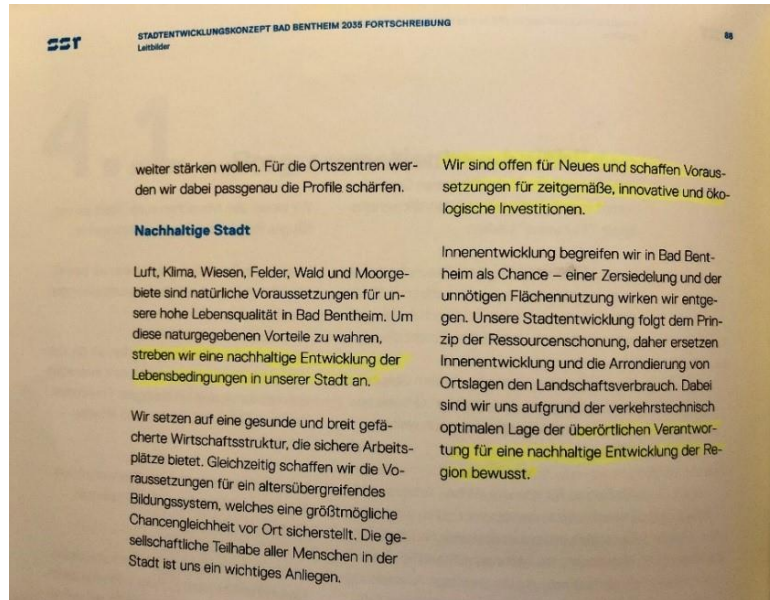 ssr
STADTENTWICKLUNGSKONZEPT BAD BENTHEIM 2035 FORTSCHREIBUNG
Leitbilder
88
weiter stärken wollen. Für die Ortszentren wer-
den wir dabei passgenau die Profile schärfen.
Nachhaltige Stadt
Luft, Klima, Wiesen, Felder, Wald und Moorge-
biete sind natürliche Voraussetzungen für un-
sere hohe Lebensqualität in Bad Bentheim. Um
diese naturgegebenen Vorteile zu wahren,
streben wir eine nachhaltige Entwicklung der
Lebensbedingungen in unserer Stadt an.
Wir setzen auf eine gesunde und breit gefä-
cherte Wirtschaftsstruktur, die sichere Arbeits-
plätze bietet. Gleichzeitig schaffen wir die Vo-
raussetzungen für ein altersübergreifendes
Bildungssystem, welches eine größtmögliche
Chancengleichheit vor Ort sicherstellt. Die ge-
sellschaftliche Teilhabe aller Menschen in der
Stadt ist uns ein wichtiges Anliegen.
Wir sind offen für Neues und schaffen Voraus-
setzungen für zeitgemäße, innovative und öko-
logische Investitionen.
Innenentwicklung begreifen wir in Bad Bent-
heim als Chance – einer Zersiedelung und der
unnötigen Flächennutzung wirken wir entge-
gen. Unsere Stadtentwicklung folgt dem Prin-
zip der Ressourcenschonung, daher ersetzen
Innenentwicklung und die Arrondierung von
Ortslagen den Landschaftsverbrauch. Dabei
sind wir uns aufgrund der verkehrstechnisch
optimalen Lage der überörtlichen Verantwor-
tung für eine nachhaltige Entwicklung der Re-
gion bewusst.
4.1